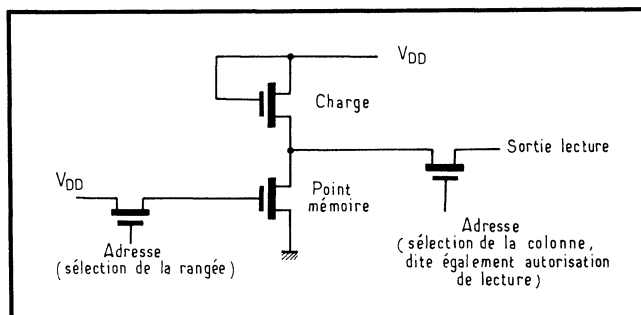 VDD
Charge
Sortie lecture
VDD
Point
mémoire
Adresse
(sélection de la rangée)
Adresse
(sélection de la colonne,
dite également autorisation
de lecture)